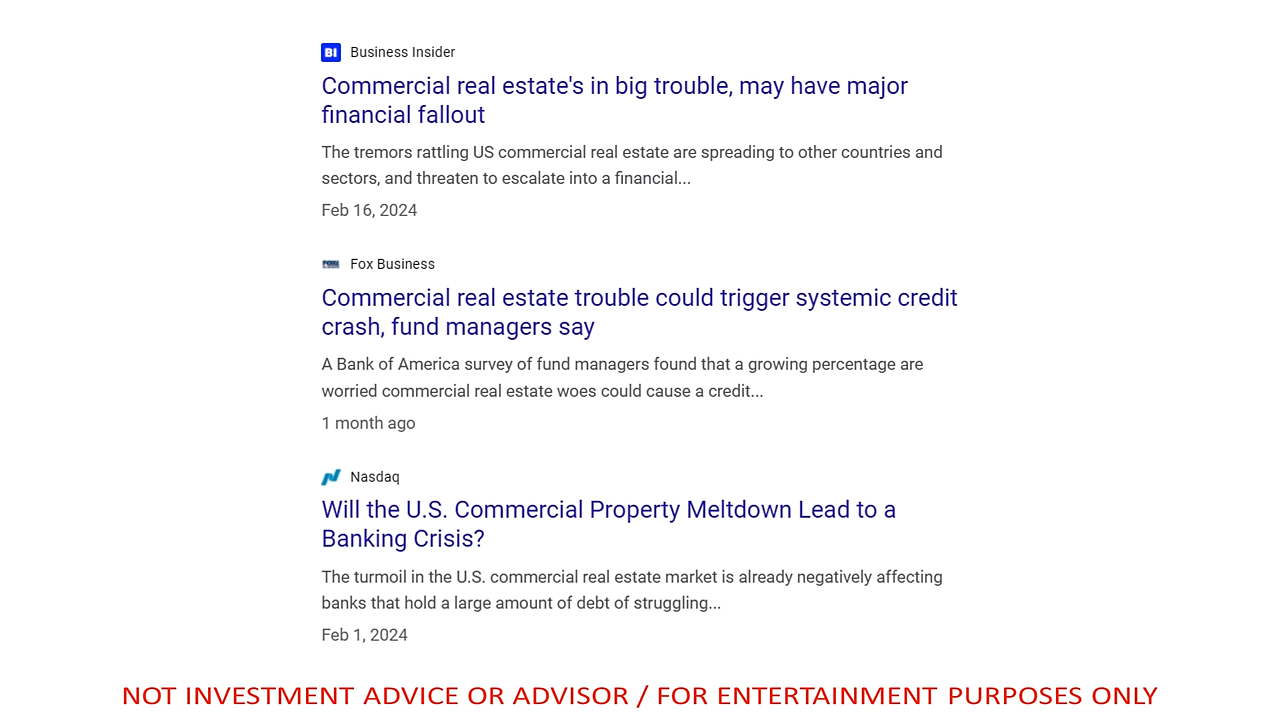 BI Business Insider
Commercial real estate's in big trouble, may have major
financial fallout
The tremors rattling US commercial real estate are spreading to other countries and
sectors, and threaten to escalate into a financial...
Feb 16, 2024
Fox Business
Commercial real estate trouble could trigger systemic credit
crash, fund managers say
A Bank of America survey of fund managers found that a growing percentage are
worried commercial real estate woes could cause a credit...
1 month ago
Nasdaq
Will the U.S. Commercial Property Meltdown Lead to a
Banking Crisis?
The turmoil in the U.S. commercial real estate market is already negatively affecting
banks that hold a large amount of debt of struggling...
Feb 1, 2024
NOT INVESTMENT ADVICE OR ADVISOR / FOR ENTERTAINMENT PURPOSES ONLY